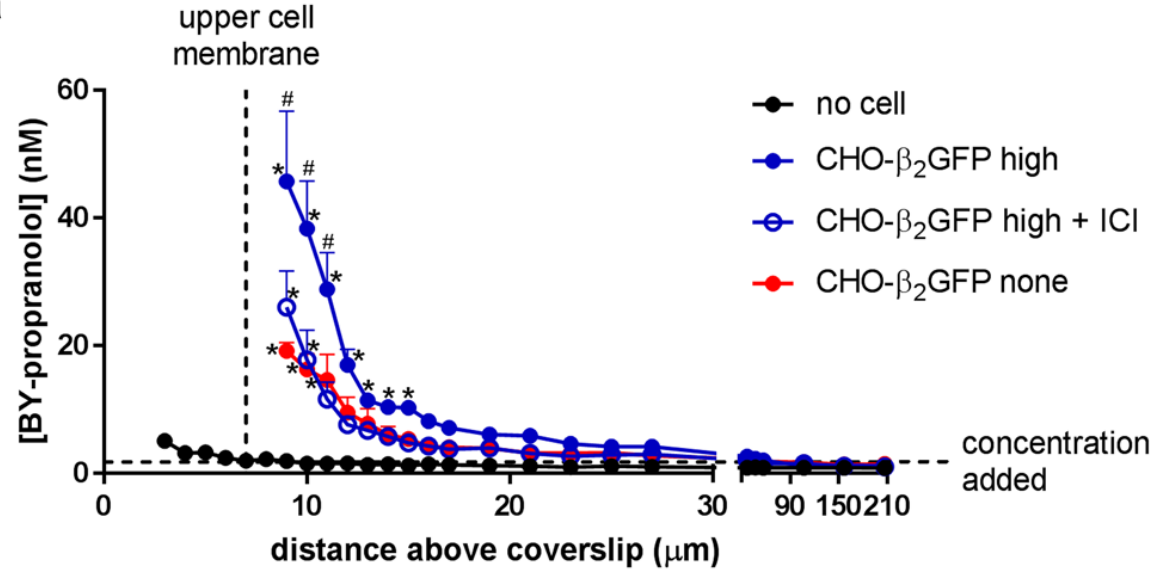 upper cell
membrane
60
40
20
0
[BY-propranolol] (nM)
#
#
#
*
*
*
*
*
*
*
*
*
*
*
*
no cell
CHO-β₂GFP high
CHO-β₂GFP high + ICI
CHO-β₂GFP none
concentration
added
0 10 20 30 90 150 210
distance above coverslip (μm)